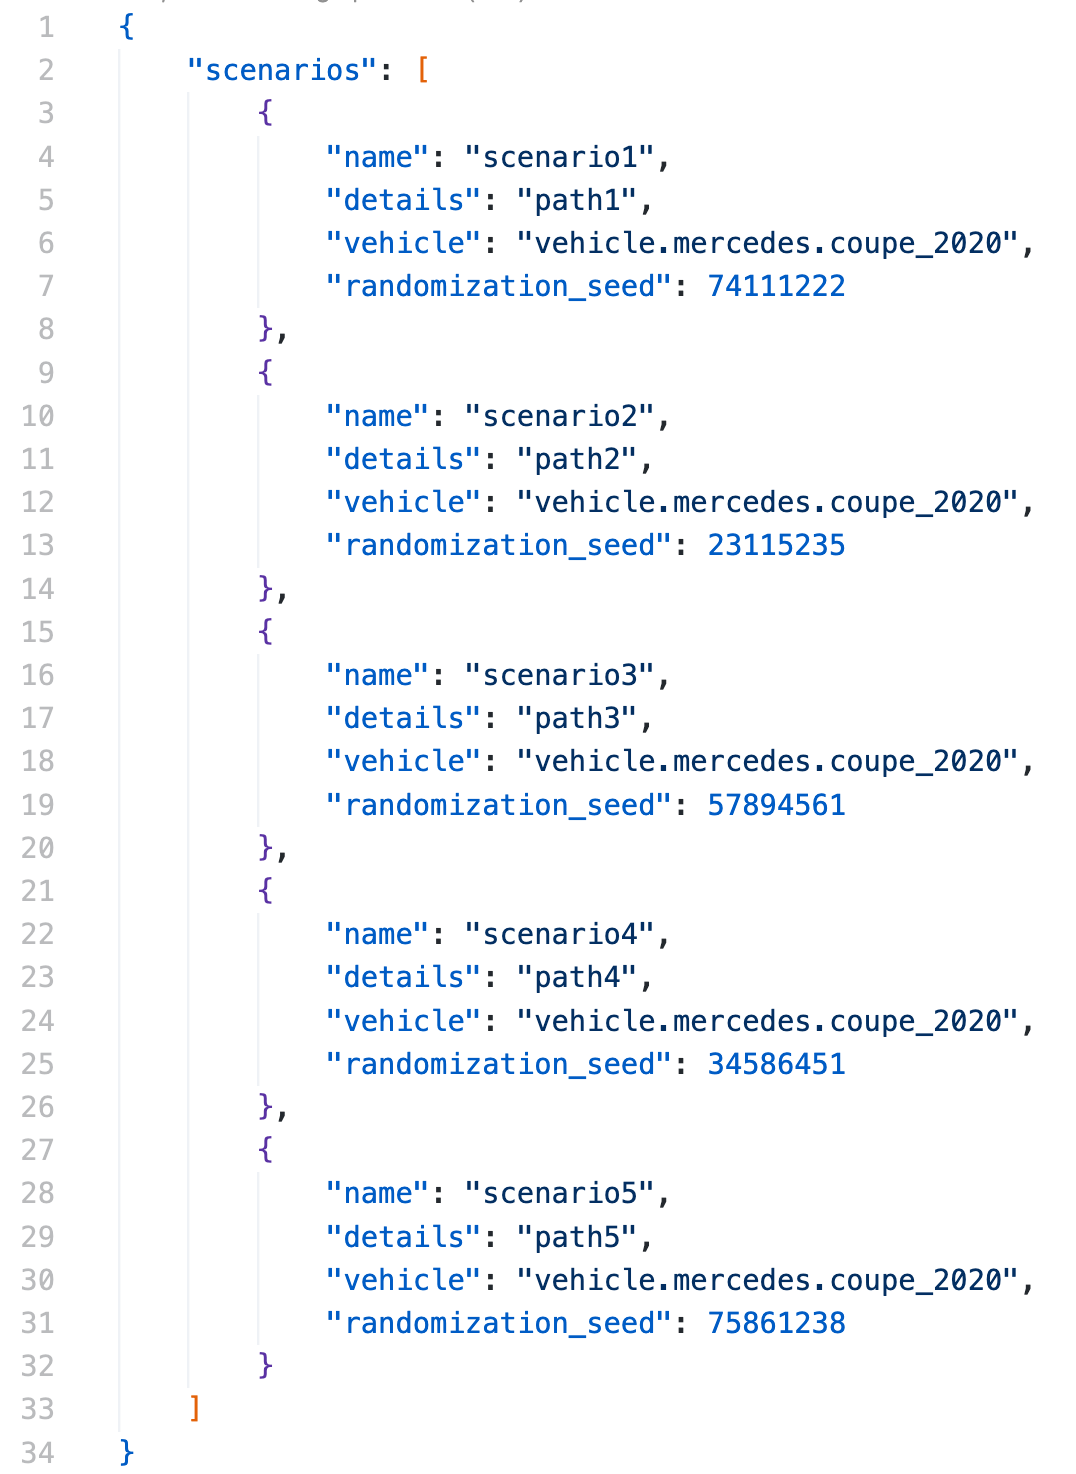 1 {
2     "scenarios": [
3         {
4             "name": "scenario1",
5             "details": "path1",
6             "vehicle": "vehicle.mercedes.coupe_2020",
7             "randomization_seed": 74111222
8         },
9         {
10             "name": "scenario2",
11             "details": "path2",
12             "vehicle": "vehicle.mercedes.coupe_2020",
13             "randomization_seed": 23115235
14         },
15         {
16             "name": "scenario3",
17             "details": "path3",
18             "vehicle": "vehicle.mercedes.coupe_2020",
19             "randomization_seed": 57894561
20         },
21         {
22             "name": "scenario4",
23             "details": "path4",
24             "vehicle": "vehicle.mercedes.coupe_2020",
25             "randomization_seed": 34586451
26         },
27         {
28             "name": "scenario5",
29             "details": "path5",
30             "vehicle": "vehicle.mercedes.coupe_2020",
31             "randomization_seed": 75861238
32         }
33     ]
34 }